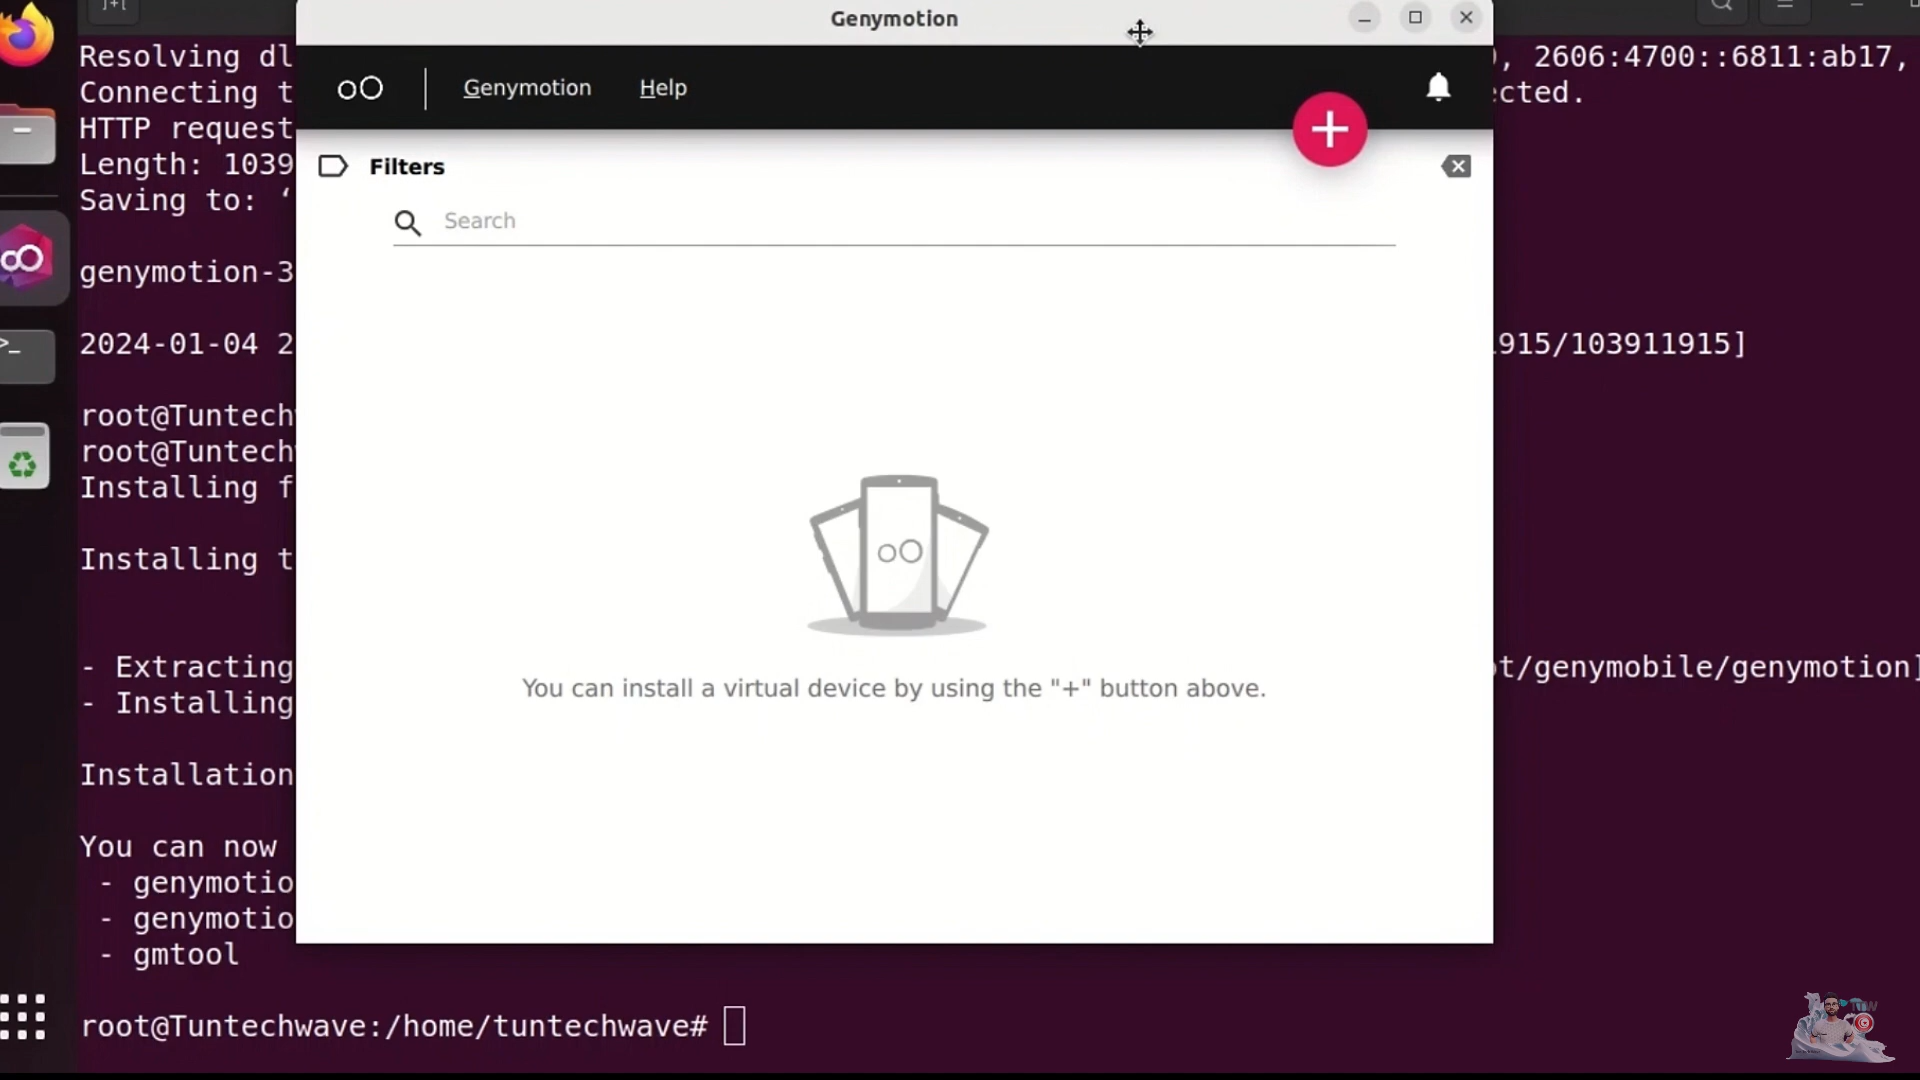 Genymotion
Genymotion
Help
Filters
Search
You can install a virtual device by using the "+" button above.
Resolving dl
, 2606:4700::6811:ab17,
Connecting t
ected.
HTTP request
Length: 1039
Saving to: ‘
genymotion-3
2024-01-04 2
915/103911915]
root@Tuntech
root@Tuntech
Installing f
Installing t
- Extracting
t/genymobile/genymotion]
- Installing
Installation
You can now
- genymotio
- genymotio
- gmtool
root@Tuntechwave:/home/tuntechwave#